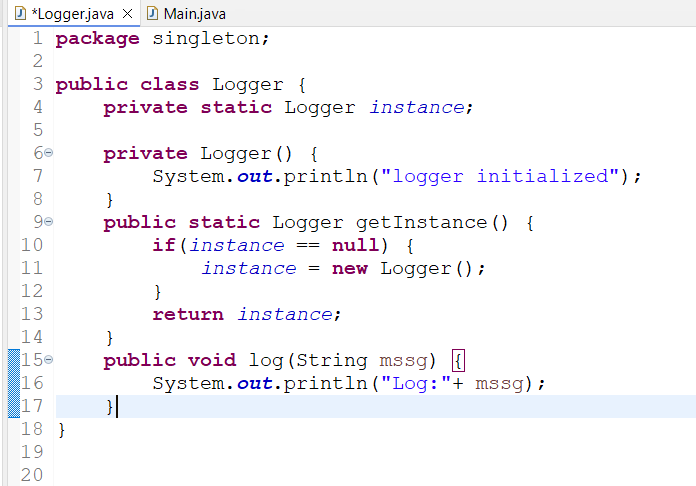 *Logger.java × Main.java
1 package singleton;
2
3 public class Logger {
4     private static Logger instance;
5
6     private Logger() {
7         System.out.println("logger initialized");
8     }
9     public static Logger getInstance() {
10         if(instance == null) {
11             instance = new Logger();
12         }
13         return instance;
14     }
15     public void log(String mssg) {
16         System.out.println("Log:"+ mssg);
17     }
18 }
19
20